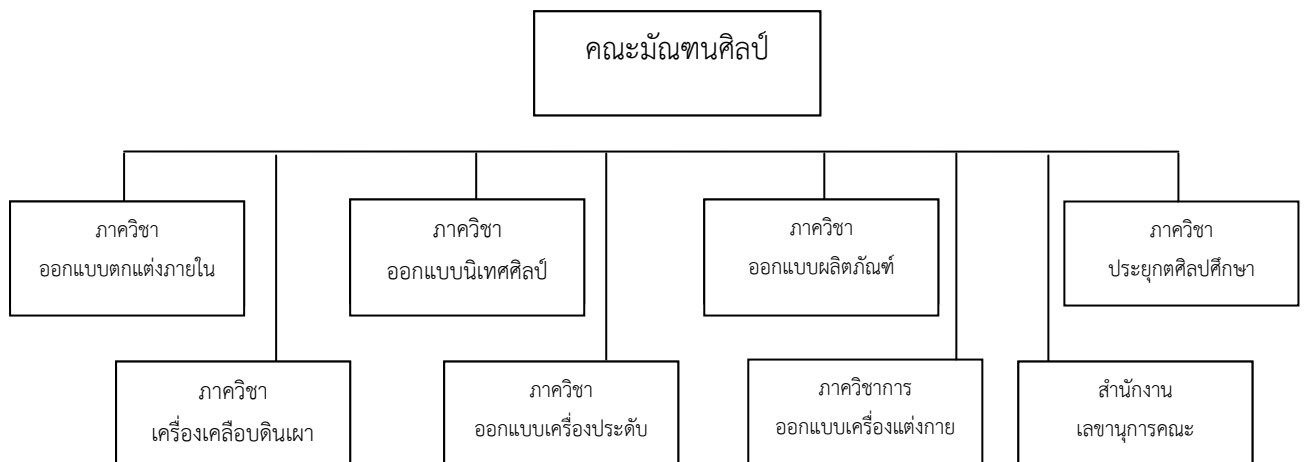 คณะมัณฑนศิลป์
ภาควิชา
ออกแบบตกแต่งภายใน
ภาควิชา
ออกแบบนิเทศศิลป์
ภาควิชา
ออกแบบผลิตภัณฑ์
ภาควิชา
ประยุกตศิลปศึกษา
ภาควิชา
เครื่องเคลือบดินเผา
ภาควิชา
ออกแบบเครื่องประดับ
ภาควิชาการ
ออกแบบเครื่องแต่งกาย
สำนักงาน
เลขานุการคณะ